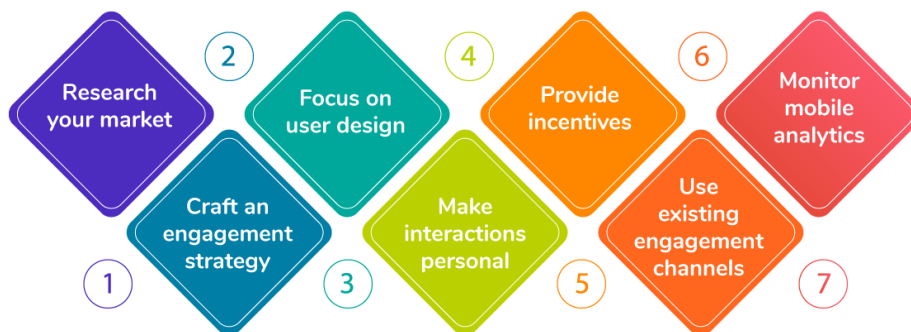 1
Research
your market
2
Craft an
engagement
strategy
3
Focus on
user design
4
Make
interactions
personal
5
Provide
incentives
6
Use
existing
engagement
channels
7
Monitor
mobile
analytics